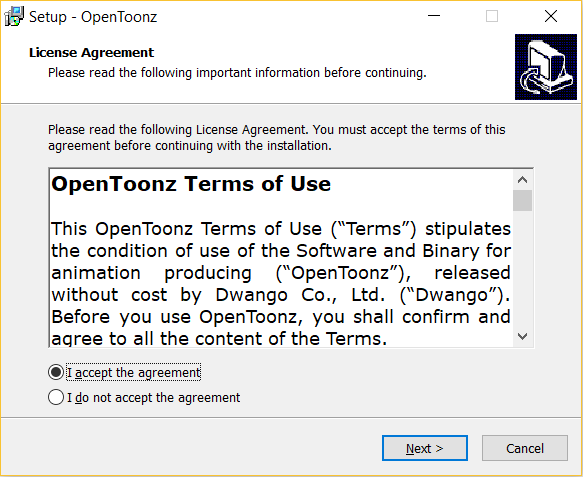 Setup - OpenToonz
License Agreement
Please read the following important information before continuing.
Please read the following License Agreement. You must accept the terms of this
agreement before continuing with the installation.
OpenToonz Terms of Use
This OpenToonz Terms of Use (“Terms”) stipulates
the condition of use of the Software and Binary for
animation producing (“OpenToonz”), released
without cost by Dwango Co., Ltd. (“Dwango”).
Before you use OpenToonz, you shall confirm and
agree to all the content of the Terms.
I accept the agreement
I do not accept the agreement
Next >
Cancel